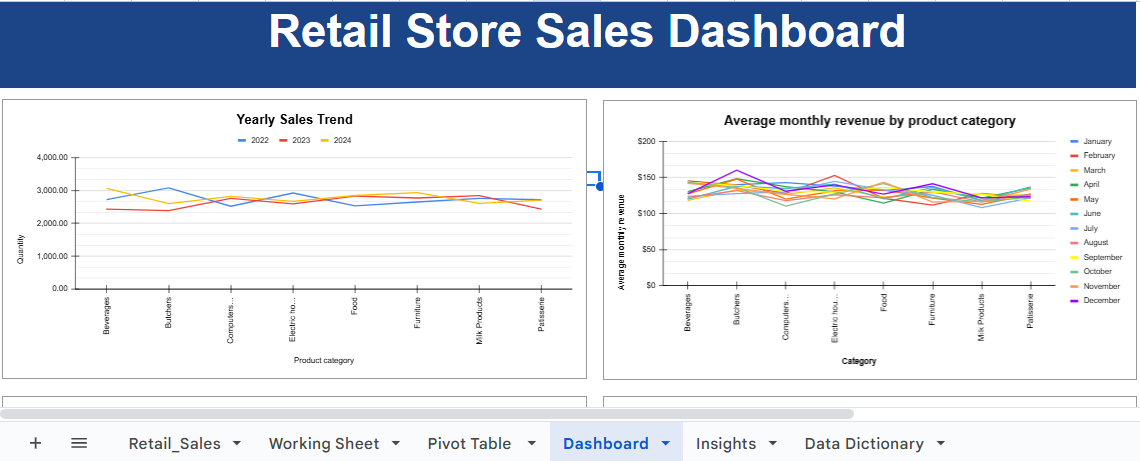 Retail Store Sales Dashboard
Yearly Sales Trend
2022 2023 2024
4,000.00
3,000.00
2,000.00
1,000.00
0.00
Quantity
Beverages
Butchers
Computers...
Electric ho...
Food
Furniture
Milk Products
Patisserie
Product category
Average monthly revenue by product category
$200
$150
$100
$50
$0
Average monthly revenue
Beverages
Butchers
Computers...
Electric hou...
Food
Furniture
Milk Products
Patisserie
Category
January
February
March
April
May
June
July
August
September
October
November
December
+ Retail_Sales Working Sheet Pivot Table Dashboard Insights Data Dictionary